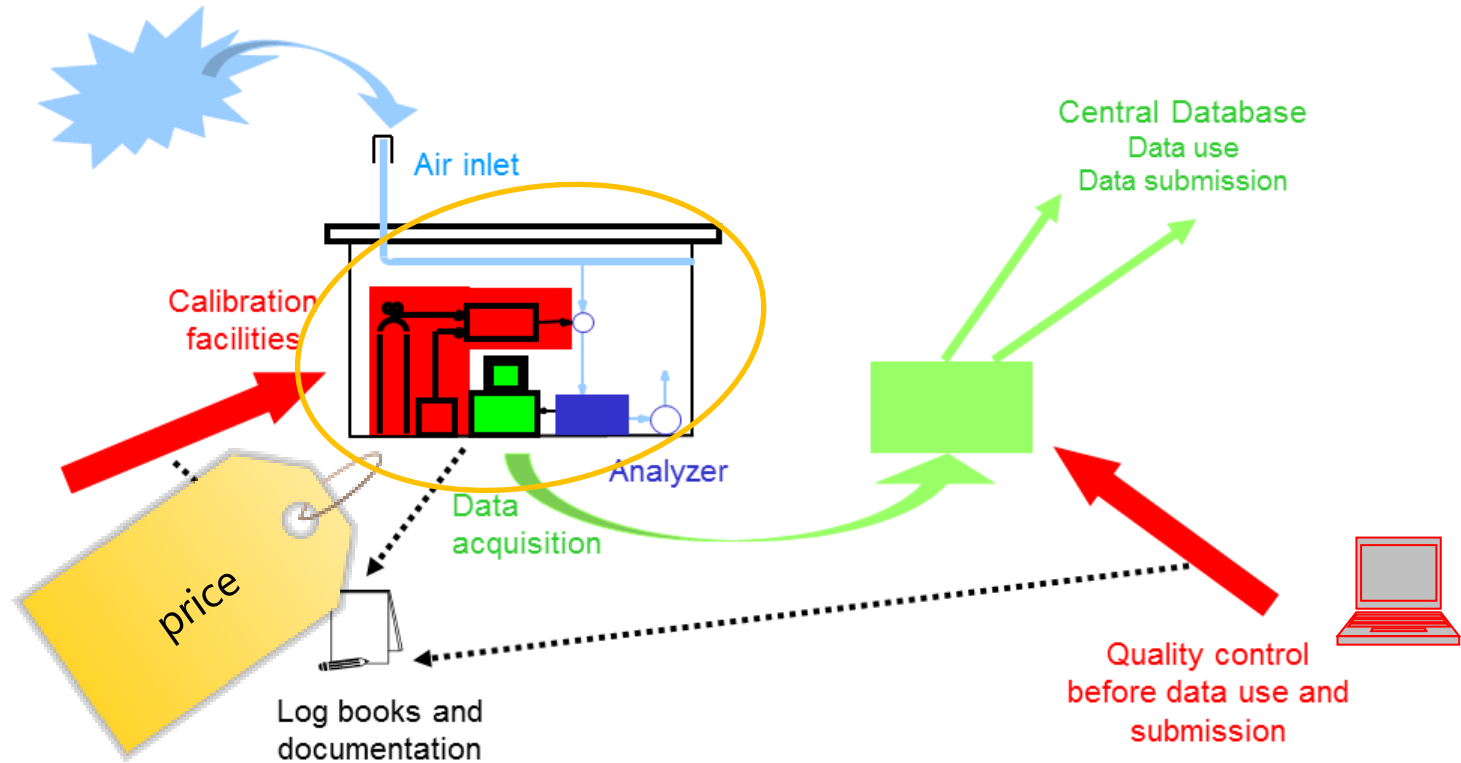 Air inlet
Central Database
Data use
Data submission
Calibration
facilities
Analyzer
Data
acquisition
price
Log books and
documentation
Quality control
before data use and
submission